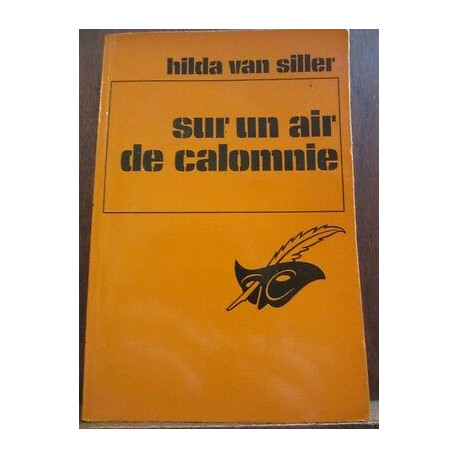 hilda van siller
sur un air
de calomnie